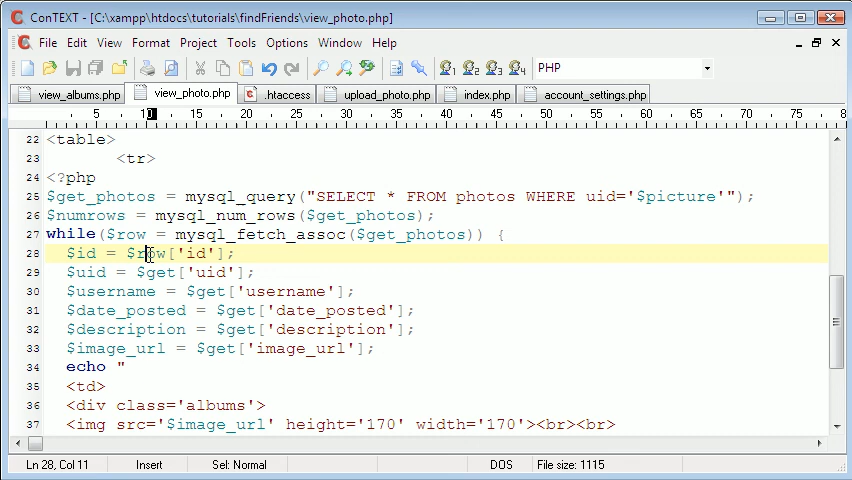 ConTEXT - [C:\xampp\htdocs\tutorials\findFriends\view_photo.php]
File Edit View Format Project Tools Options Window Help
1 2 3 4 PHP
view_albums.php view_photo.php .htaccess upload_photo.php index.php account_settings.php
5 10 15 20 25 30 35 40 45 50 55 60 65 70 75
22 <table>
23 <tr>
24 <?php
25 $get_photos = mysql_query("SELECT * FROM photos WHERE uid='$picture'");
26 $numrows = mysql_num_rows($get_photos);
27 while($row = mysql_fetch_assoc($get_photos)) {
28 $id = $row['id'];
29 $uid = $get['uid'];
30 $username = $get['username'];
31 $date_posted = $get['date_posted'];
32 $description = $get['description'];
33 $image_url = $get['image_url'];
34 echo "
35 <td>
36 <div class='albums'>
37 <img src='$image_url' height='170' width='170'><br><br>
Ln 28, Col 11 Insert Sel: Normal DOS File size: 1115